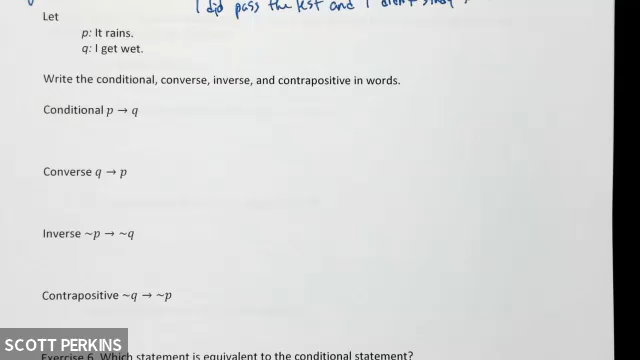 I did pass the test and I didn't study.
Let
p: It rains.
q: I get wet.
Write the conditional, converse, inverse, and contrapositive in words.
Conditional p → q
Converse q → p
Inverse ~p → ~q
Contrapositive ~q → ~p
SCOTT PERKINS
Exercise 6. Which statement is equivalent to the conditional statement?